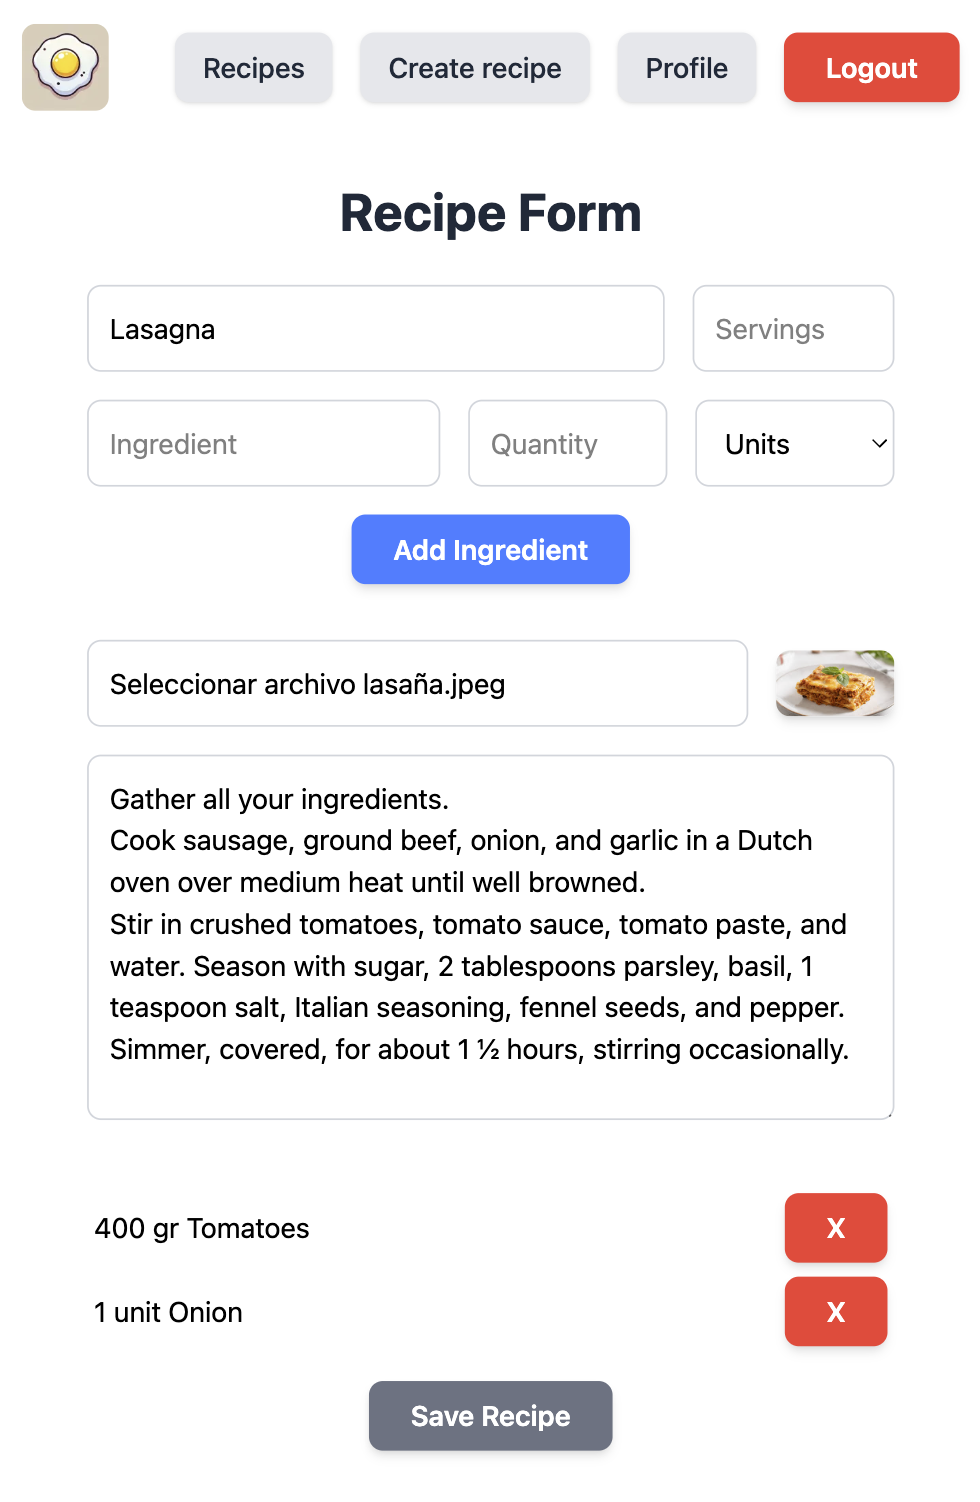 Recipes Create recipe Profile Logout
Recipe Form
Lasagna Servings
Ingredient Quantity Units
Add Ingredient
Seleccionar archivo lasaña.jpeg
Gather all your ingredients.
Cook sausage, ground beef, onion, and garlic in a Dutch
oven over medium heat until well browned.
Stir in crushed tomatoes, tomato sauce, tomato paste, and
water. Season with sugar, 2 tablespoons parsley, basil, 1
teaspoon salt, Italian seasoning, fennel seeds, and pepper.
Simmer, covered, for about 1 ½ hours, stirring occasionally.
400 gr Tomatoes X
1 unit Onion X
Save Recipe